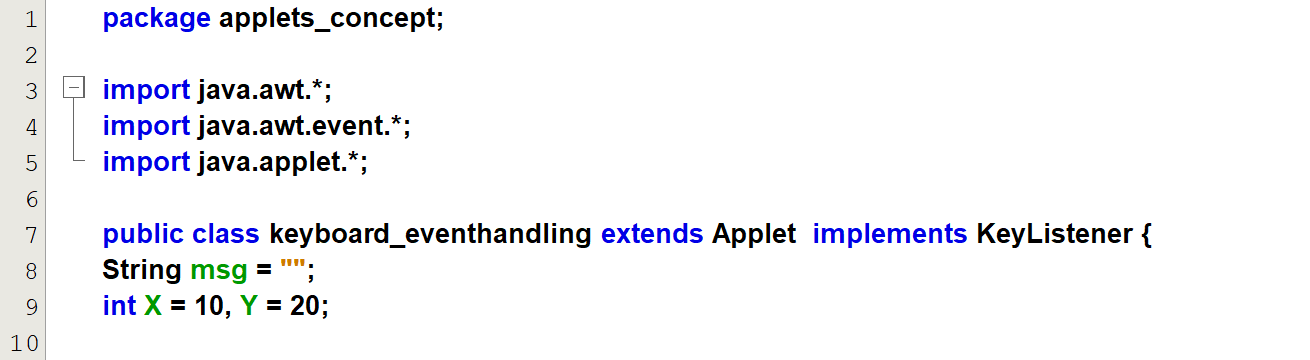 1 package applets_concept;
2
3 import java.awt.*;
4 import java.awt.event.*;
5 import java.applet.*;
6
7 public class keyboard_eventhandling extends Applet  implements KeyListener {
8 String msg = "";
9 int X = 10, Y = 20;
10